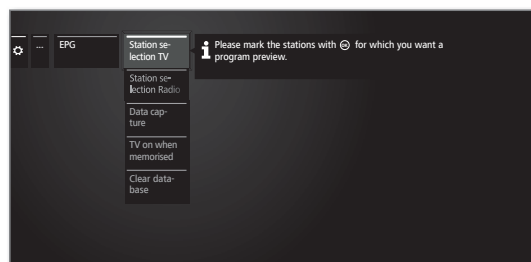 ... EPG
Station se-
lection TV
Please mark the stations with OK for which you want a
program preview.
Station se-
lection Radio
Data cap-
ture
TV on when
memorised
Clear data-
base